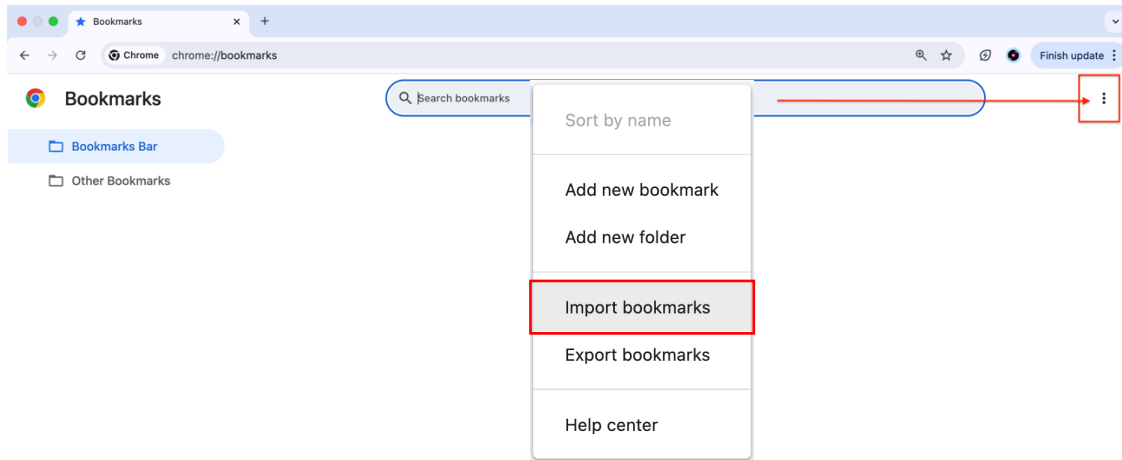 Bookmarks
Chrome chrome://bookmarks Finish update
Bookmarks
Search bookmarks
Bookmarks Bar
Other Bookmarks
Sort by name
Add new bookmark
Add new folder
Import bookmarks
Export bookmarks
Help center